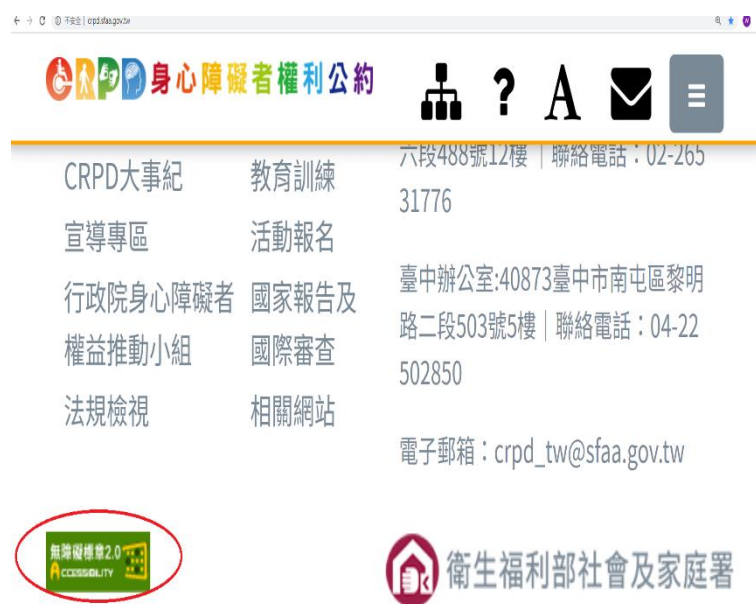 不安全 | crpd.sfaa.gov.tw
CRPD身心障礙者權利公約
? A
CRPD大事紀
教育訓練
宣導專區
活動報名
行政院身心障礙者
權益推動小組
國家報告及
國際審查
法規檢視
相關網站
六段488號12樓｜聯絡電話：02-265
31776
臺中辦公室:40873臺中市南屯區黎明
路二段503號5樓｜聯絡電話：04-22
502850
電子郵箱：crpd_tw@sfaa.gov.tw
無障礙標章2.0
ACCESSIBILITY
衛生福利部社會及家庭署